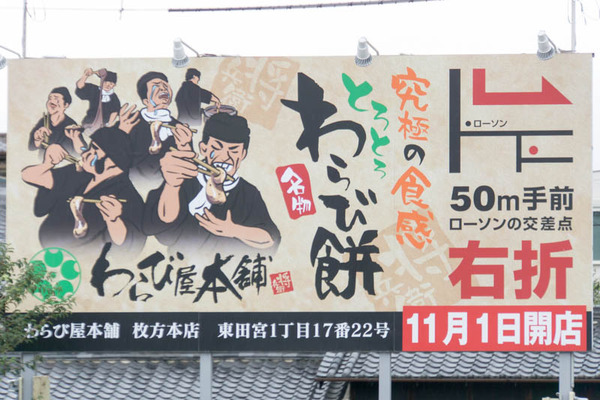 究極の食感
とろとろ
わらび餅
名物
わらび屋本舗
ローソン
50m手前
ローソンの交差点
右折
わらび屋本舗 枚方本店 東田宮1丁目17番22号
11月1日開店